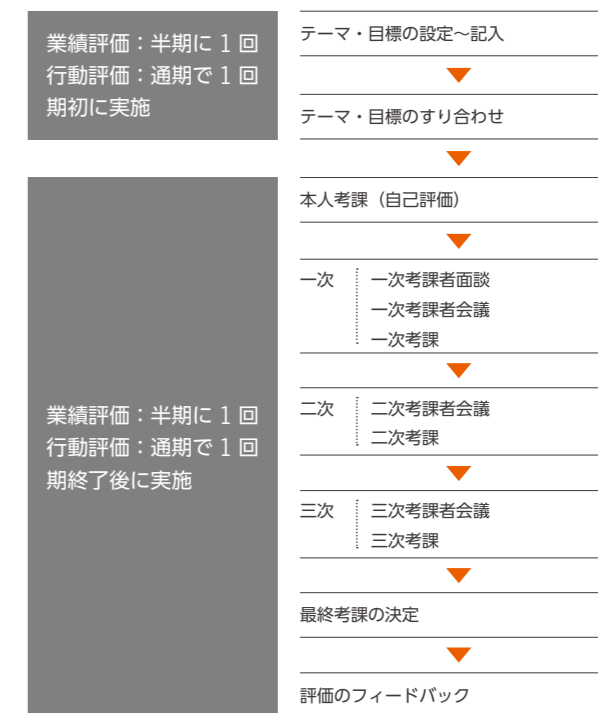 業績評価：半期に 1 回
行動評価：通期で 1 回
期初に実施
テーマ・目標の設定～記入
テーマ・目標のすり合わせ
業績評価：半期に 1 回
行動評価：通期で 1 回
期終了後に実施
本人考課（自己評価）
一次 一次考課者面談
一次考課者会議
一次考課
二次 二次考課者会議
二次考課
三次 三次考課者会議
三次考課
最終考課の決定
評価のフィードバック